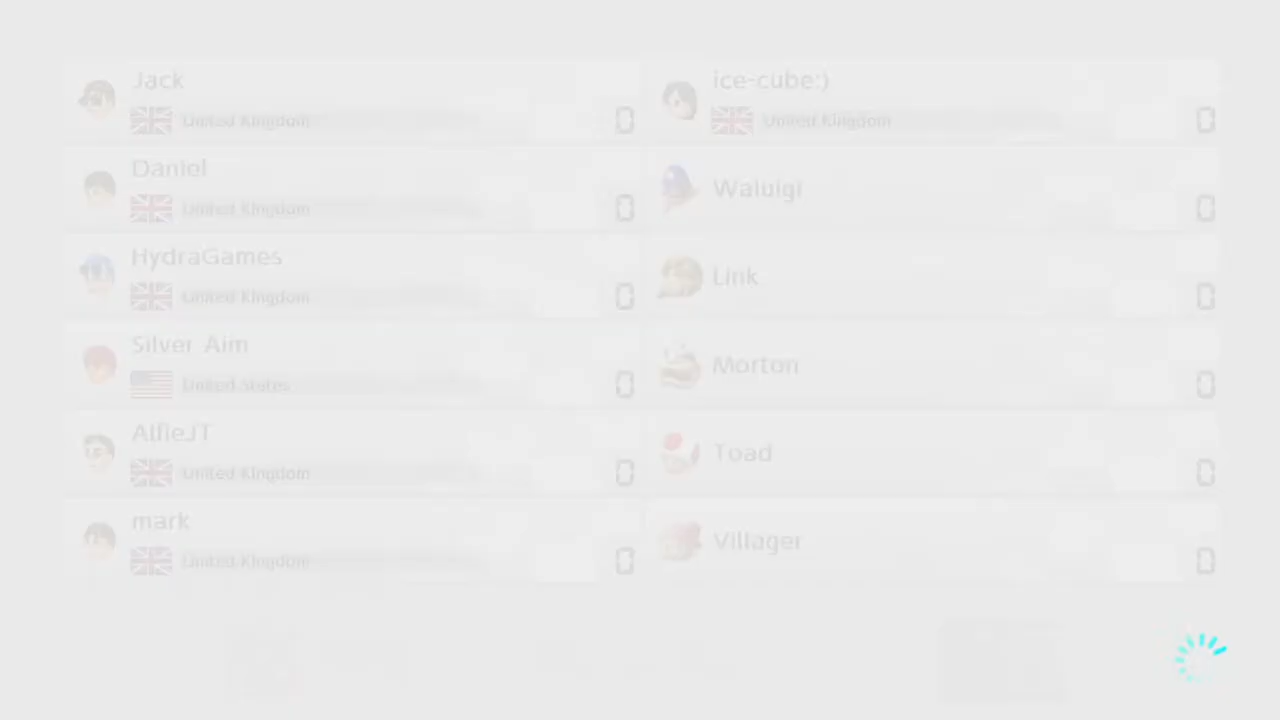 Jack
United Kingdom 0
Daniel
United Kingdom 0
HydraGames
United Kingdom 0
Silver Aim
United States 0
AlfieJT
United Kingdom 0
mark
United Kingdom 0
ice-cube:)
United Kingdom 0
Waluigi 0
Link 0
Morton 0
Toad 0
Villager 0